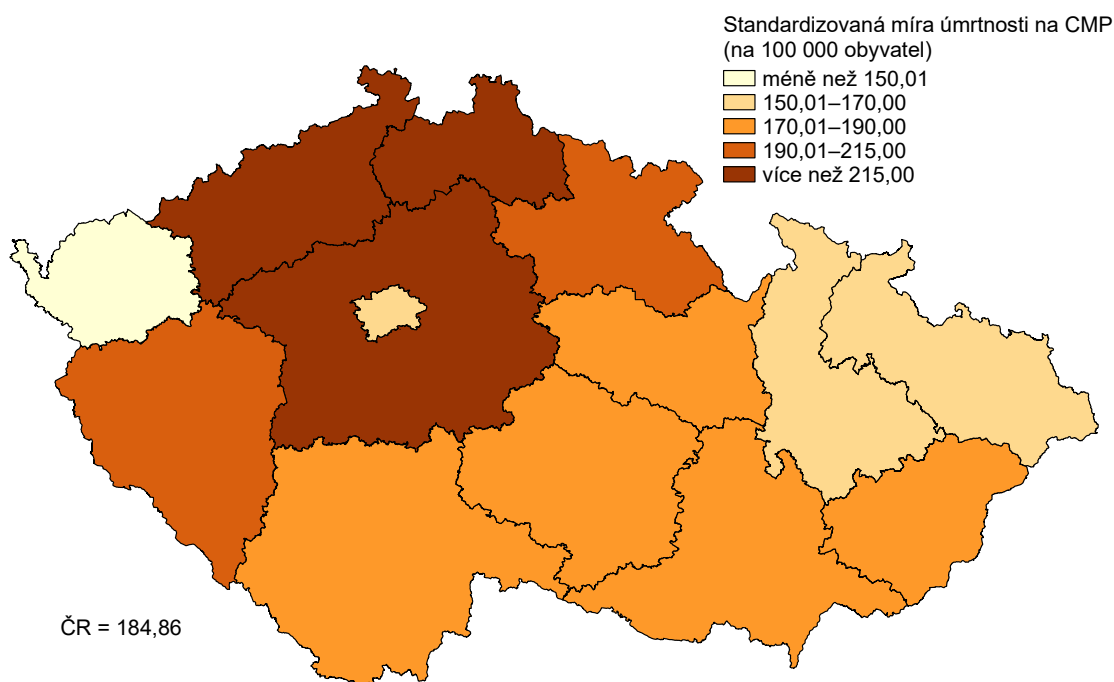 Standardizovaná míra úmrtnosti na CMP
(na 100 000 obyvatel)
méně než 150,01
150,01–170,00
170,01–190,00
190,01–215,00
více než 215,00
ČR = 184,86